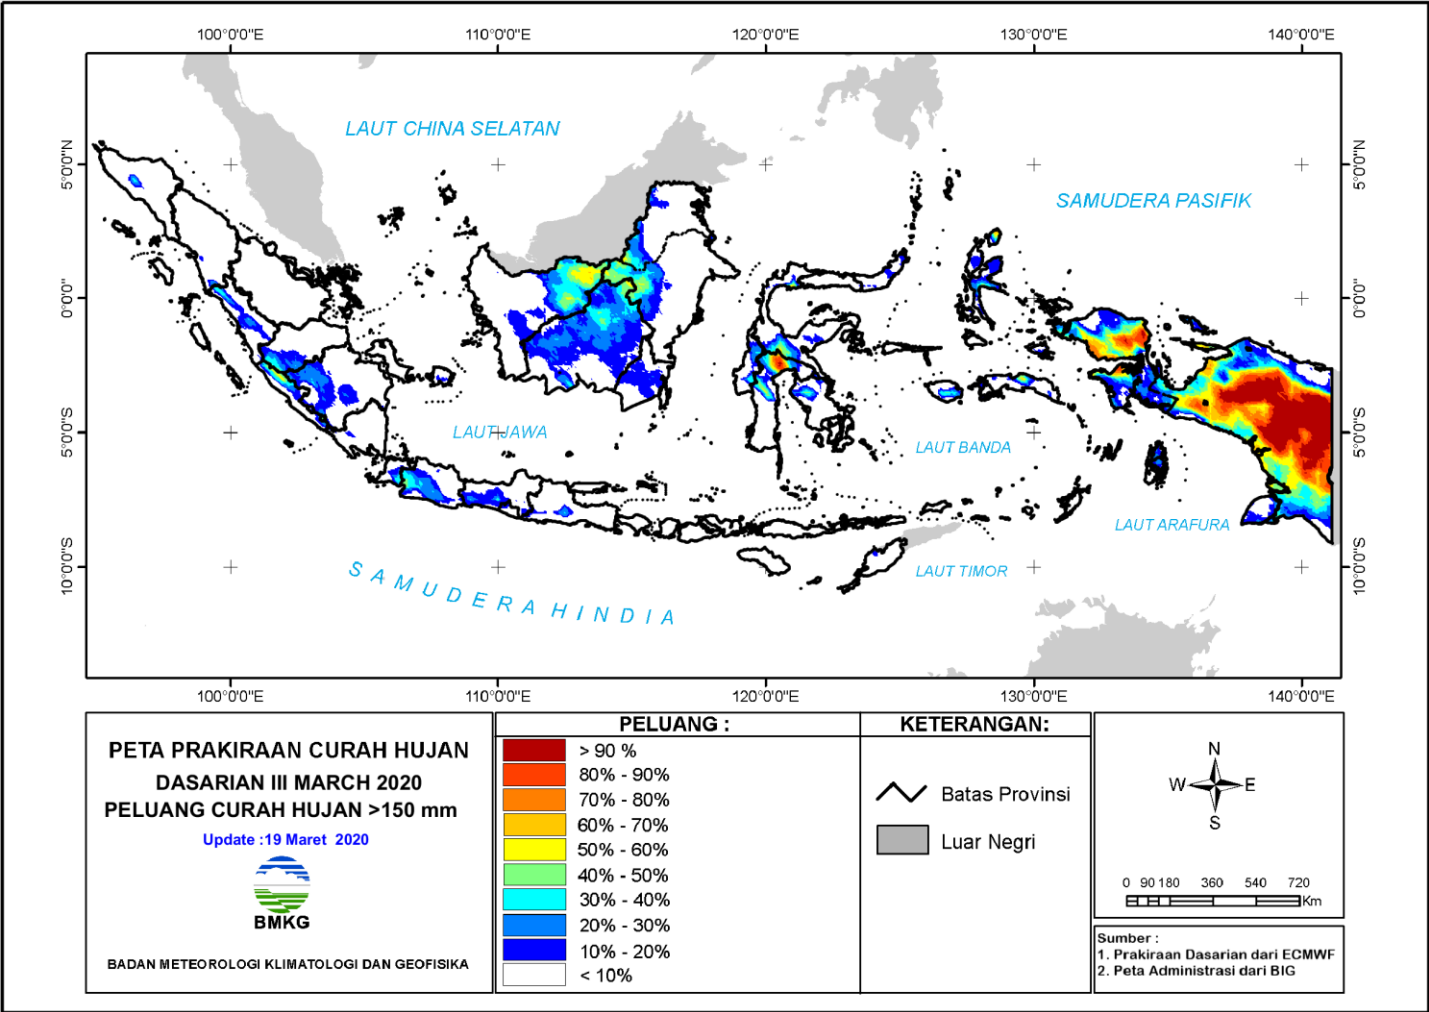 100°0'0"E 110°0'0"E 120°0'0"E 130°0'0"E 140°0'0"E
5°0'0"N
0°0'0"
5°0'0"S
10°0'0"S
LAUT CHINA SELATAN
SAMUDERA PASIFIK
LAUT JAWA
LAUT BANDA
LAUT ARAFURA
LAUT TIMOR
SAMUDERA HINDIA
5°0'0"N
0°0'0"
5°0'0"S
10°0'0"S
100°0'0"E 110°0'0"E 120°0'0"E 130°0'0"E 140°0'0"E
PETA PRAKIRAAN CURAH HUJAN
DASARIAN III MARCH 2020
PELUANG CURAH HUJAN >150 mm
Update :19 Maret 2020
BMKG
BADAN METEOROLOGI KLIMATOLOGI DAN GEOFISIKA
PELUANG :
> 90 %
80% - 90%
70% - 80%
60% - 70%
50% - 60%
40% - 50%
30% - 40%
20% - 30%
10% - 20%
< 10%
KETERANGAN:
Batas Provinsi
Luar Negri
N
W E
S
0 90 180 360 540 720
Km
Sumber :
1. Prakiraan Dasarian dari ECMWF
2. Peta Administrasi dari BIG